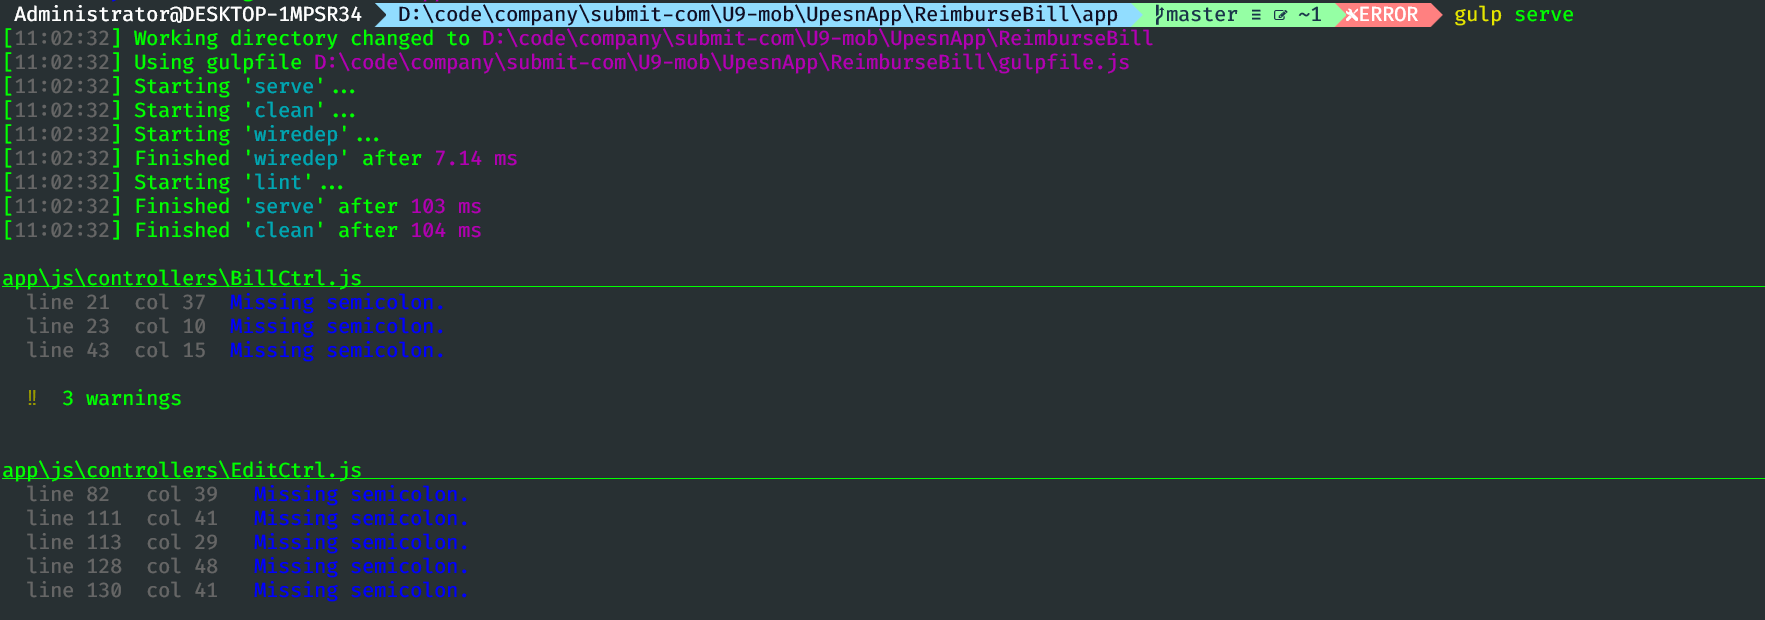 Administrator@DESKTOP-1MPSR34 D:\code\company\submit-com\U9-mob\UpesnApp\ReimburseBill\app master ≡ ~1 ERROR gulp serve
[11:02:32] Working directory changed to D:\code\company\submit-com\U9-mob\UpesnApp\ReimburseBill
[11:02:32] Using gulpfile D:\code\company\submit-com\U9-mob\UpesnApp\ReimburseBill\gulpfile.js
[11:02:32] Starting 'serve'...
[11:02:32] Starting 'clean'...
[11:02:32] Starting 'wiredep'...
[11:02:32] Finished 'wiredep' after 7.14 ms
[11:02:32] Starting 'lint'...
[11:02:32] Finished 'serve' after 103 ms
[11:02:32] Finished 'clean' after 104 ms
app\js\controllers\BillCtrl.js
line 21 col 37 Missing semicolon.
line 23 col 10 Missing semicolon.
line 43 col 15 Missing semicolon.
‼ 3 warnings
app\js\controllers\EditCtrl.js
line 82 col 39 Missing semicolon.
line 111 col 41 Missing semicolon.
line 113 col 29 Missing semicolon.
line 128 col 48 Missing semicolon.
line 130 col 41 Missing semicolon.